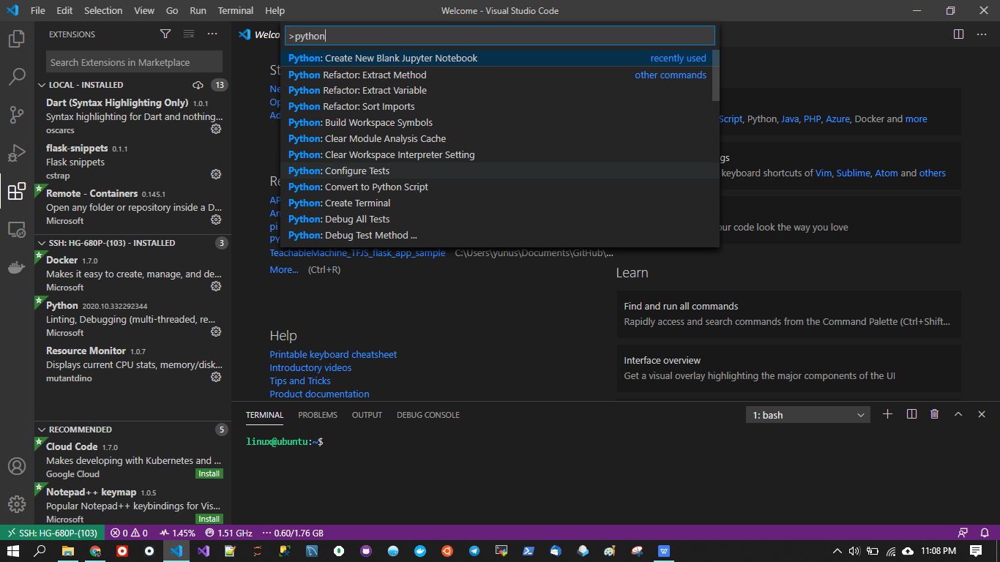 File Edit Selection View Go Run Terminal Help
Welcome - Visual Studio Code
EXTENSIONS
Search Extensions in Marketplace
LOCAL - INSTALLED 13
Dart (Syntax Highlighting Only) 1.0.1
Syntax highlighting for Dart and nothing...
oscarcs
flask-snippets 0.1.1
Flask snippets
cstrap
Remote - Containers 0.145.1
Open any folder or repository inside a D...
Microsoft
SSH: HG-680P-(103) - INSTALLED 3
Docker 1.7.0
Makes it easy to create, manage, and de...
Microsoft
Python 2020.10.332292344
Linting, Debugging (multi-threaded, re...
Microsoft
Resource Monitor 1.0.7
Displays current CPU stats, memory/disk...
mutantdino
RECOMMENDED 5
Cloud Code 1.7.0
Makes developing with Kubernetes and ...
Google Cloud Install
Notepad++ keymap 1.0.5
Popular Notepad++ keybindings for Vis...
Microsoft Install
Welco
>python
Python: Create New Blank Jupyter Notebook recently used
Python Refactor: Extract Method other commands
Python Refactor: Extract Variable
Python Refactor: Sort Imports
Python: Build Workspace Symbols
Python: Clear Module Analysis Cache
Python: Clear Workspace Interpreter Setting
Python: Configure Tests
Python: Convert to Python Script
Python: Create Terminal
Python: Debug All Tests
Python: Debug Test Method ...
St
Ne
Op
Ad
Re
AP
Ar
pi
PY
TeachableMachine_TFJS_flask_app_sample C:\Users\yunus\Documents\GitHub\...
More... (Ctrl+R)
Help
Printable keyboard cheatsheet
Introductory videos
Tips and Tricks
Product documentation
Script, Python, Java, PHP, Azure, Docker and more
gs
keyboard shortcuts of Vim, Sublime, Atom and others
our code look the way you love
Learn
Find and run all commands
Rapidly access and search commands from the Command Palette (Ctrl+Shift...
Interface overview
Get a visual overlay highlighting the major components of the UI
TERMINAL PROBLEMS OUTPUT DEBUG CONSOLE
1: bash
linux@ubuntu:~$
SSH: HG-680P-(103) 0 0 1.45% 1.51 GHz 0.60/1.76 GB
11:08 PM